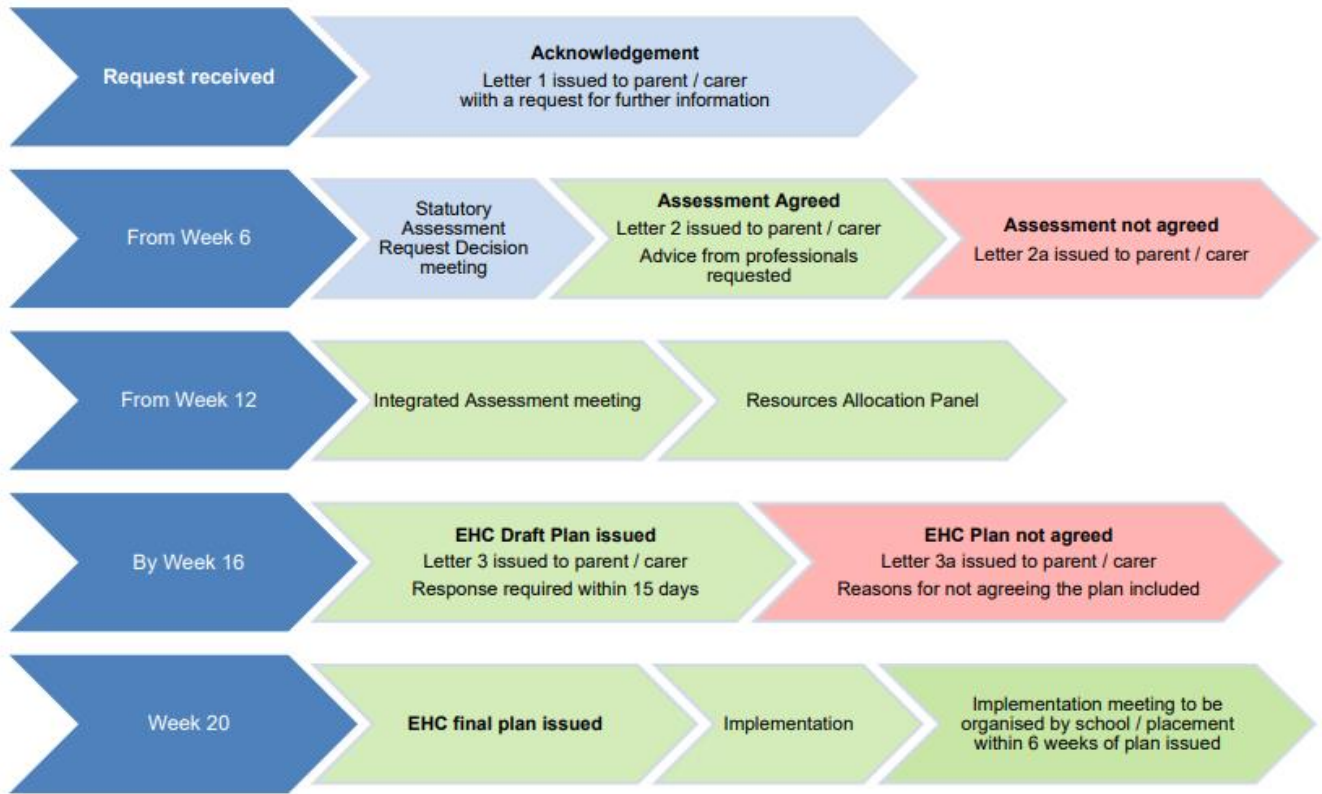 Request received
Acknowledgement
Letter 1 issued to parent / carer
wiith a request for further information
From Week 6
Statutory
Assessment
Request Decision
meeting
Assessment Agreed
Letter 2 issued to parent / carer
Advice from professionals
requested
Assessment not agreed
Letter 2a issued to parent / carer
From Week 12
Integrated Assessment meeting
Resources Allocation Panel
By Week 16
EHC Draft Plan issued
Letter 3 issued to parent / carer
Response required within 15 days
EHC Plan not agreed
Letter 3a issued to parent / carer
Reasons for not agreeing the plan included
Week 20
EHC final plan issued
Implementation
Implementation meeting to be
organised by school / placement
within 6 weeks of plan issued